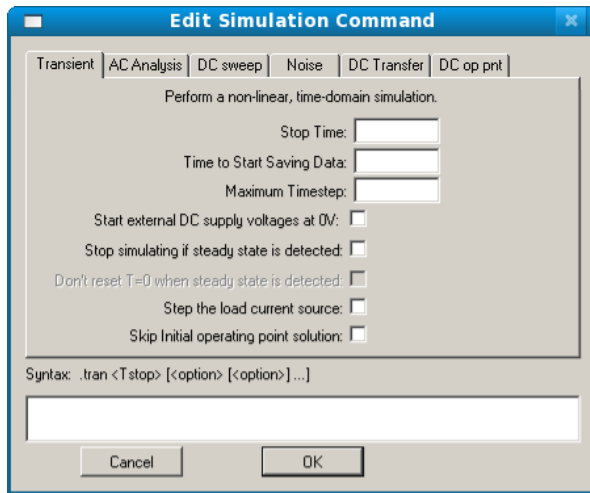 Edit Simulation Command
Transient AC Analysis DC sweep Noise DC Transfer DC op pnt
Perform a non-linear, time-domain simulation.
Stop Time:
Time to Start Saving Data:
Maximum Timestep:
Start external DC supply voltages at 0V:
Stop simulating if steady state is detected:
Don't reset T=0 when steady state is detected:
Step the load current source:
Skip Initial operating point solution:
Syntax: .tran <Tstop> [<option> [<option>] ...]
Cancel OK